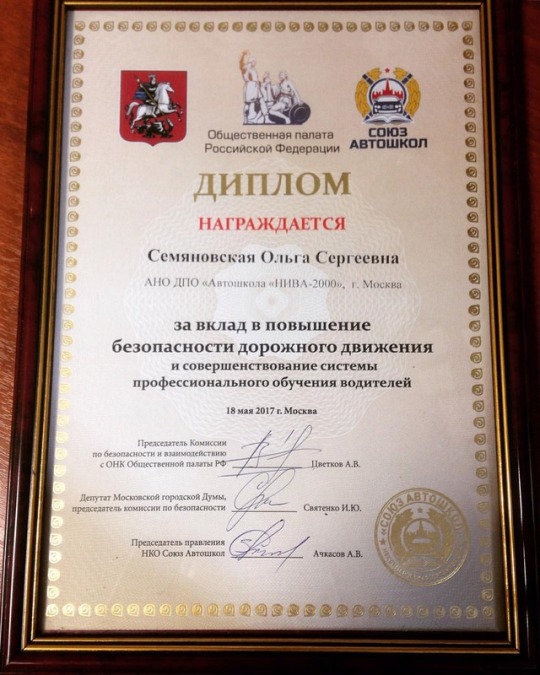 Общественная палата
Российской Федерации
СОЮЗ
АВТОШКОЛ
ДИПЛОМ
НАГРАЖДАЕТСЯ
Семяновская Ольга Сергеевна
АНО ДПО «Автошкола «НИВА-2000», г. Москва
за вклад в повышение
безопасности дорожного движения
и совершенствование системы
профессионального обучения водителей
18 мая 2017 г. Москва
Председатель Комиссии
по безопасности и взаимодействию
с ОНК Общественной палаты РФ
Цветков А.В.
Депутат Московской городской Думы,
председатель комиссии по безопасности
Святенко И.Ю.
Председатель правления
НКО Союз Автошкол
Ачкасов А.В.
«СОЮЗ АВТОШКОЛ»